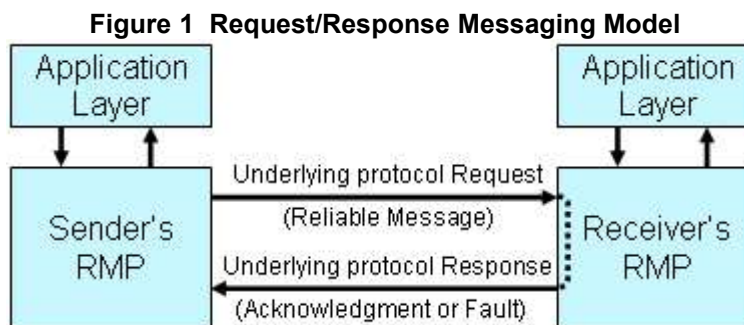 Figure 1 Request/Response Messaging Model
Application
Layer
Application
Layer
Underlying protocol Request
(Reliable Message)
Sender's
RMP
Receiver's
RMP
Underlying protocol Response
(Acknowledgment or Fault)